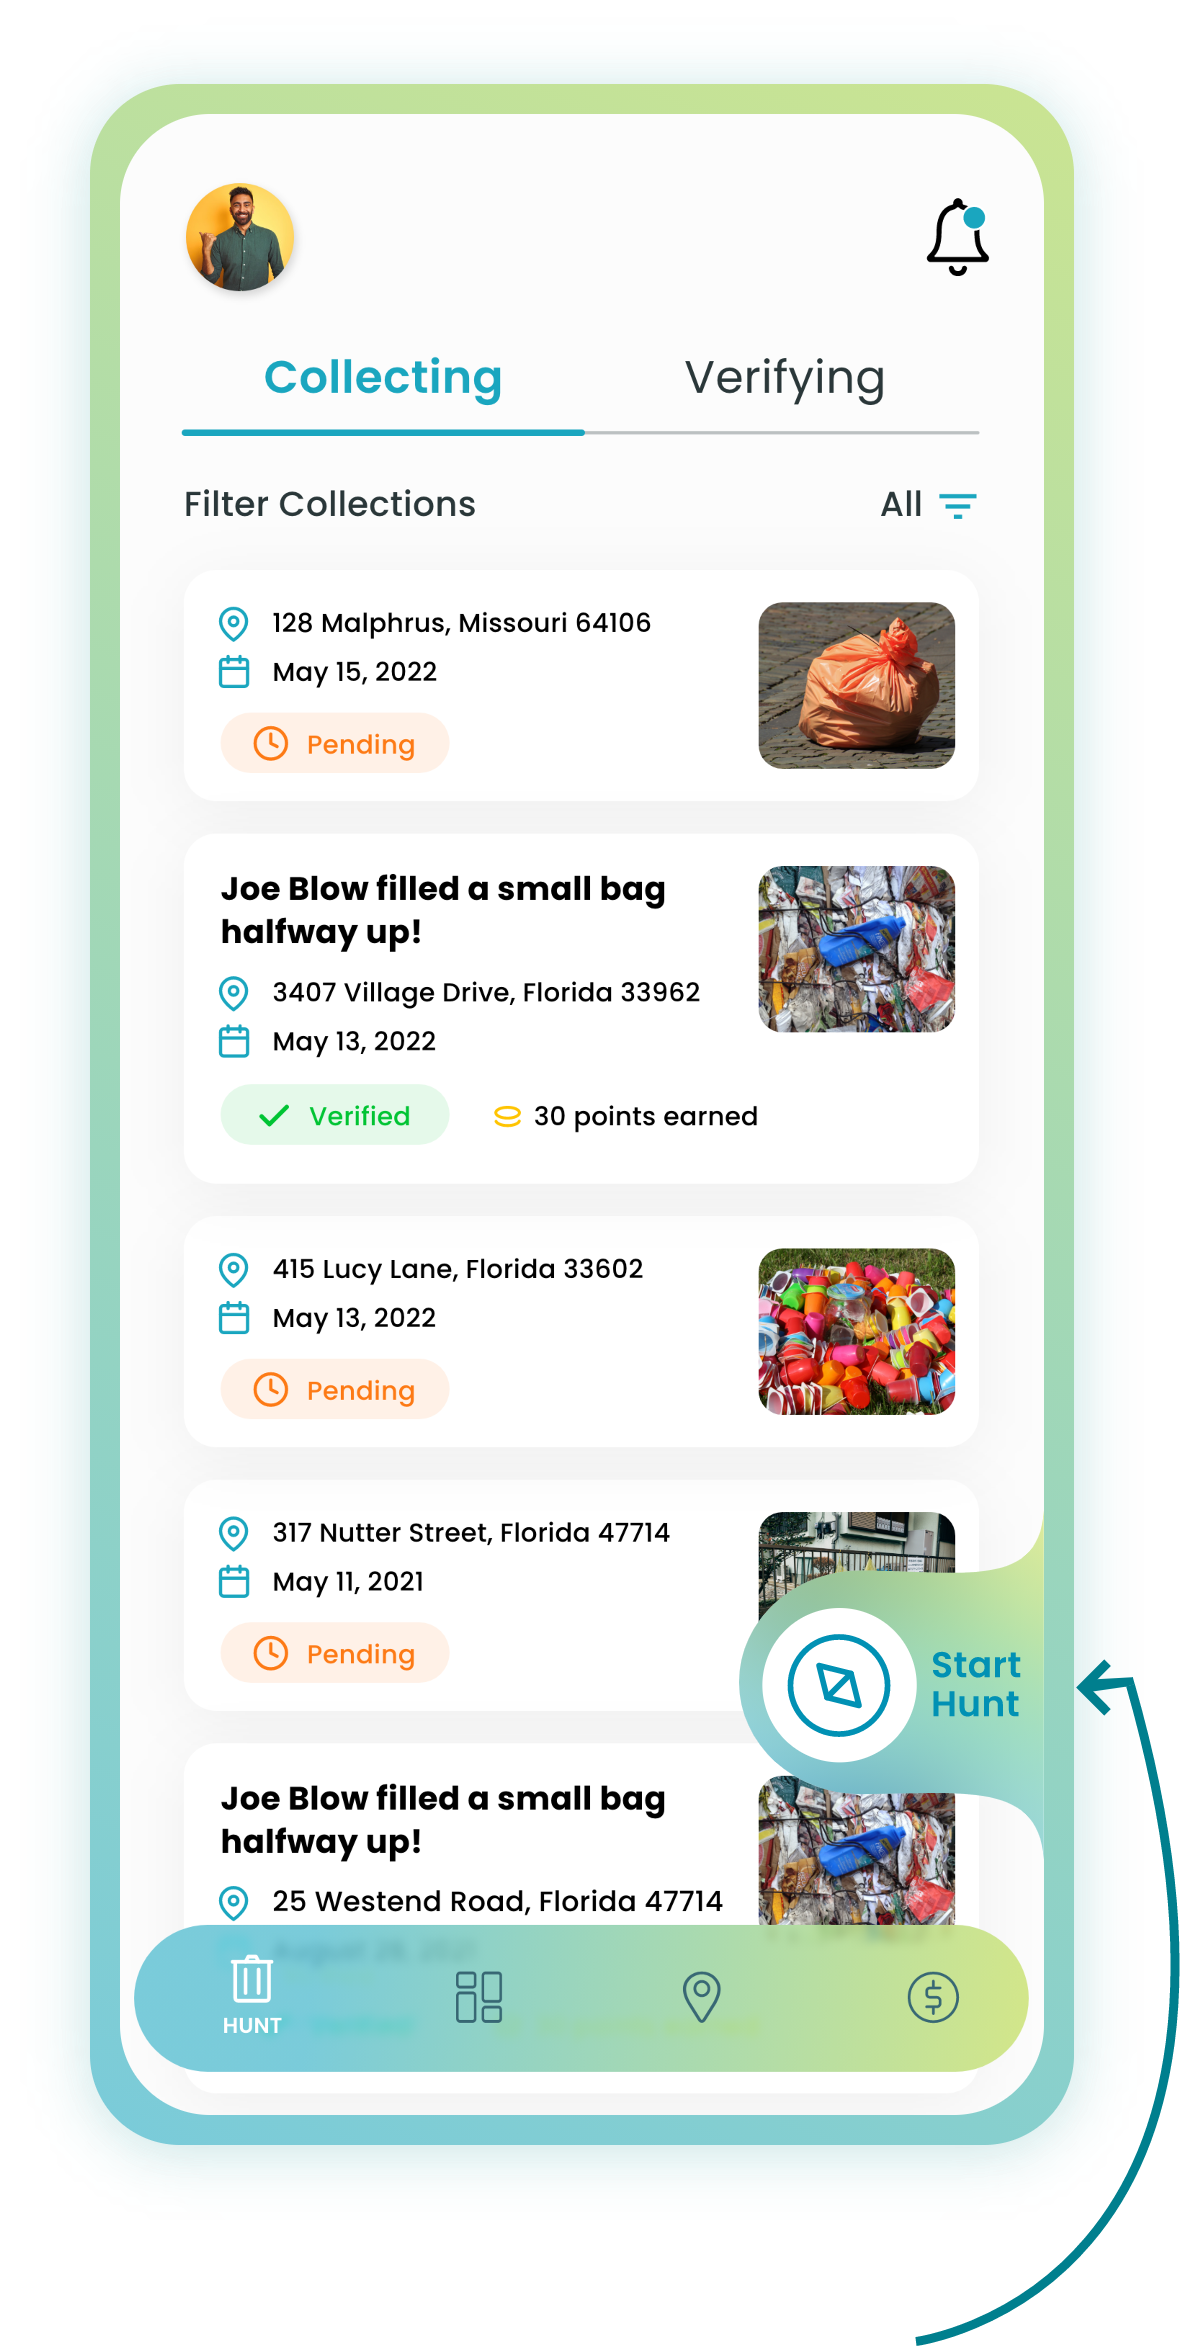 Collecting
Verifying
Filter Collections
All
128 Malphrus, Missouri 64106
May 15, 2022
Pending
Joe Blow filled a small bag
halfway up!
3407 Village Drive, Florida 33962
May 13, 2022
Verified
30 points earned
415 Lucy Lane, Florida 33602
May 13, 2022
Pending
317 Nutter Street, Florida 47714
May 11, 2021
Pending
Start
Hunt
Joe Blow filled a small bag
halfway up!
25 Westend Road, Florida 47714
HUNT